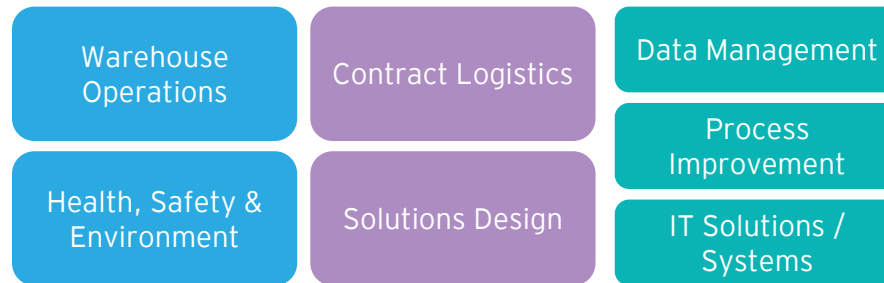 Warehouse
Operations
Health, Safety &
Environment
Contract Logistics
Solutions Design
Data Management
Process
Improvement
IT Solutions /
Systems